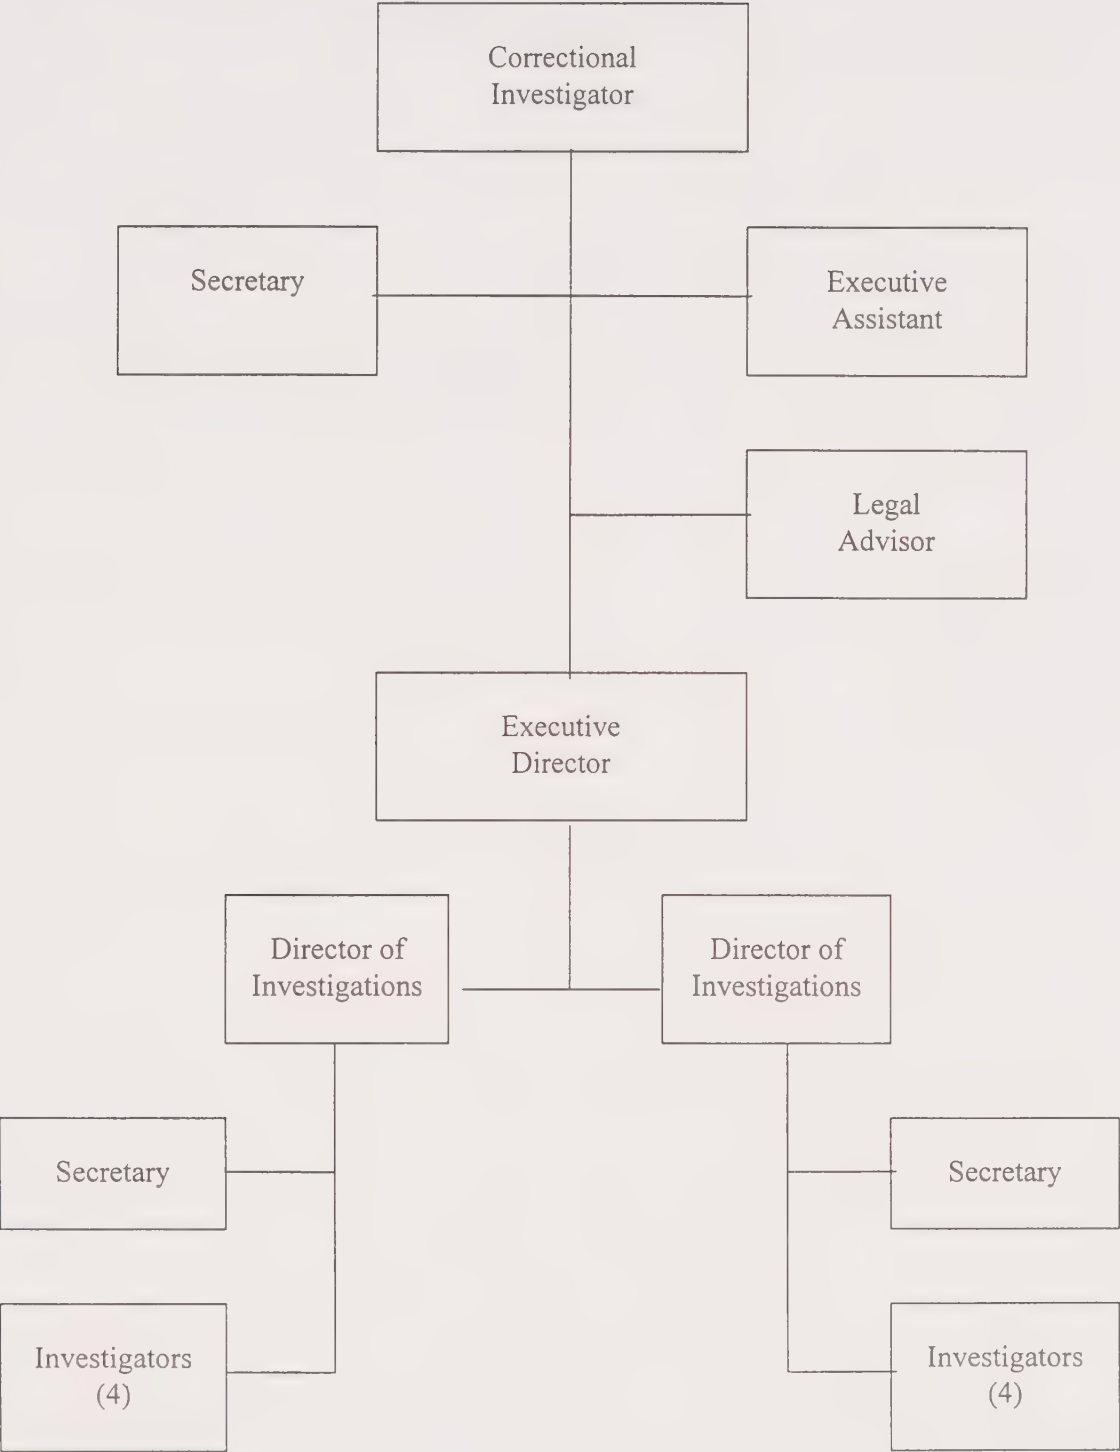 Correctional
Investigator
Secretary
Executive
Assistant
Legal
Advisor
Executive
Director
Director of
Investigations
Director of
Investigations
Secretary
Secretary
Investigators
(4)
Investigators
(4)